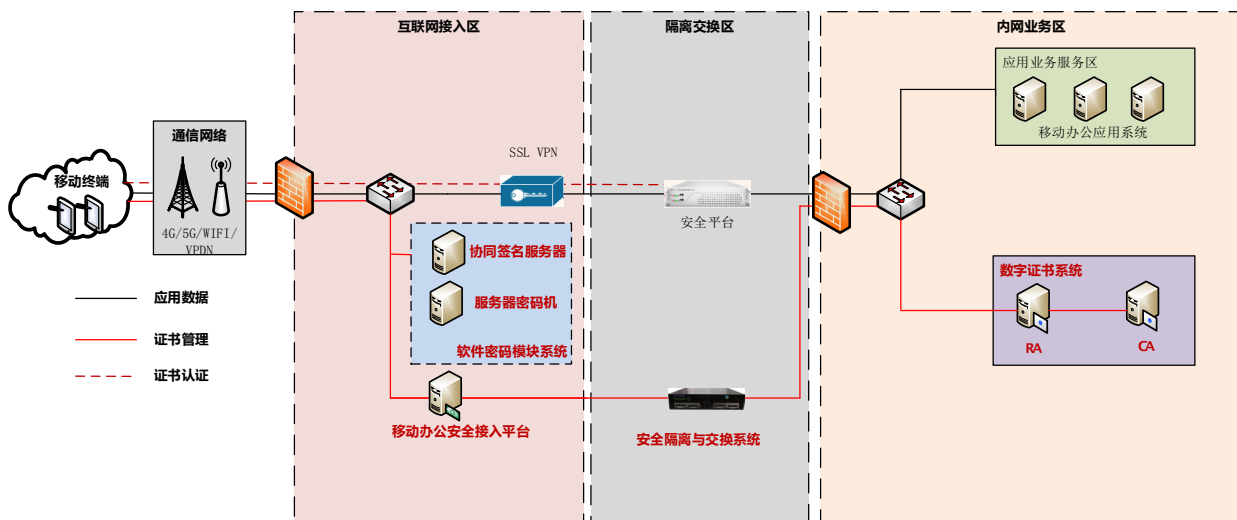 互联网接入区
隔离交换区
内网业务区
应用业务服务区
移动办公应用系统
通信网络
SSL VPN
移动终端
安全平台
4G/5G/WIFI/
VPDN
协同签名服务器
服务器密码机
软件密码模块系统
数字证书系统
RA
CA
应用数据
证书管理
证书认证
移动办公安全接入平台
安全隔离与交换系统